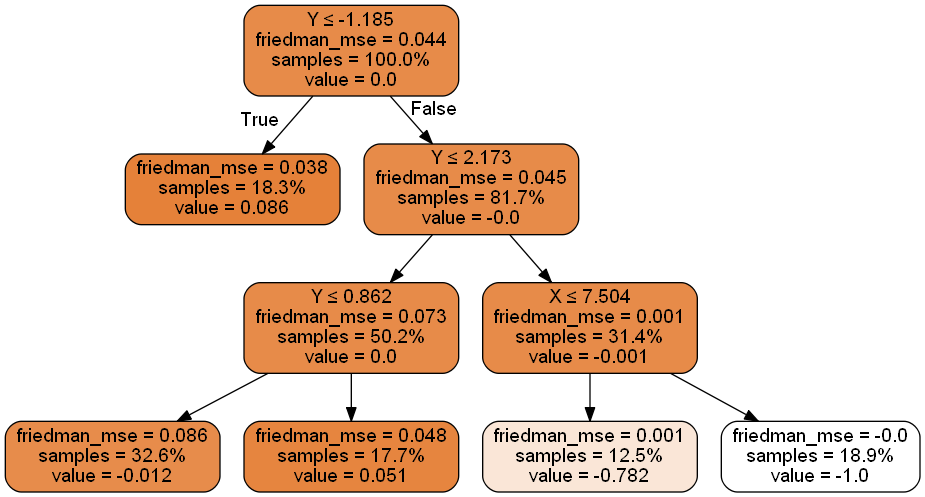 Y ≤ -1.185
friedman_mse = 0.044
samples = 100.0%
value = 0.0
True
False
friedman_mse = 0.038
samples = 18.3%
value = 0.086
Y ≤ 2.173
friedman_mse = 0.045
samples = 81.7%
value = -0.0
Y ≤ 0.862
friedman_mse = 0.073
samples = 50.2%
value = 0.0
X ≤ 7.504
friedman_mse = 0.001
samples = 31.4%
value = -0.001
friedman_mse = 0.086
samples = 32.6%
value = -0.012
friedman_mse = 0.048
samples = 17.7%
value = 0.051
friedman_mse = 0.001
samples = 12.5%
value = -0.782
friedman_mse = -0.0
samples = 18.9%
value = -1.0